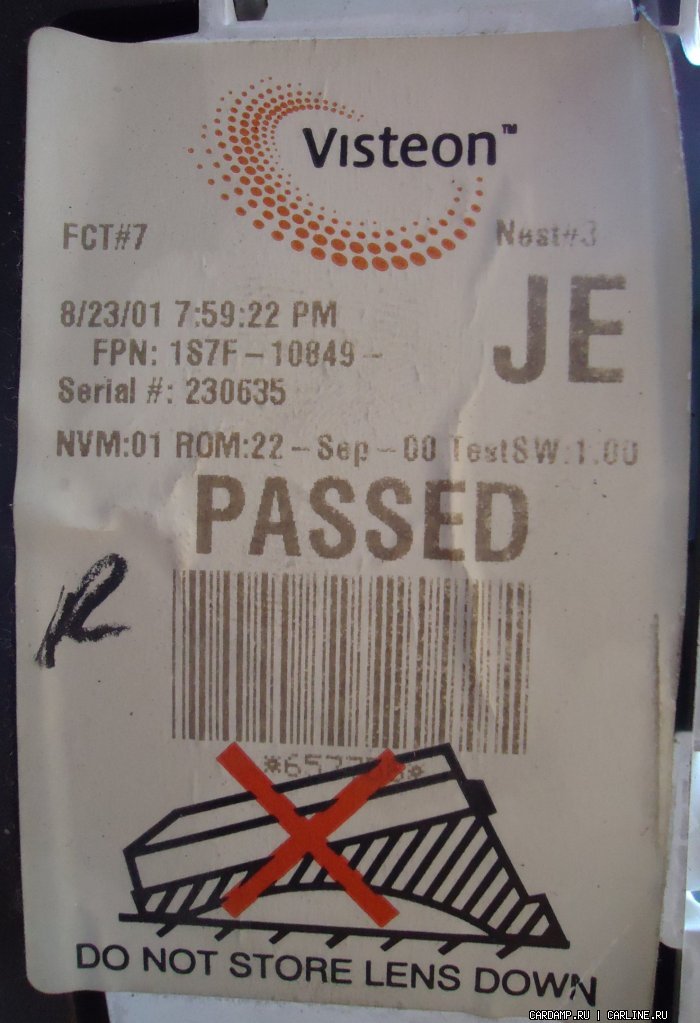 Visteon™
FCT#7 Nest#3
8/23/01 7:59:22 PM
JE
FPN: 1S7F-10849-
Serial #: 230635
NVM:01 ROM:22-Sep-00 TestSW:1.00
PASSED
R
DO NOT STORE LENS DOWN
CARDAMP.RU | CARLINE.RU